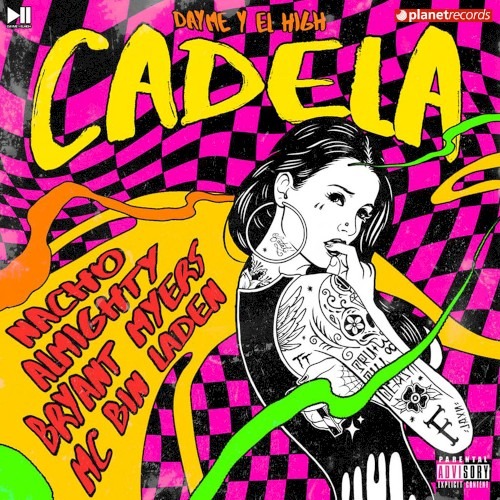 DAYME Y EL HIGH
planetrecords
CADELA
NACHO
ALMIGHTY
BRYANT MYERS
MC BIN LADEN
PARENTAL
ADVISORY
EXPLICIT CONTENT